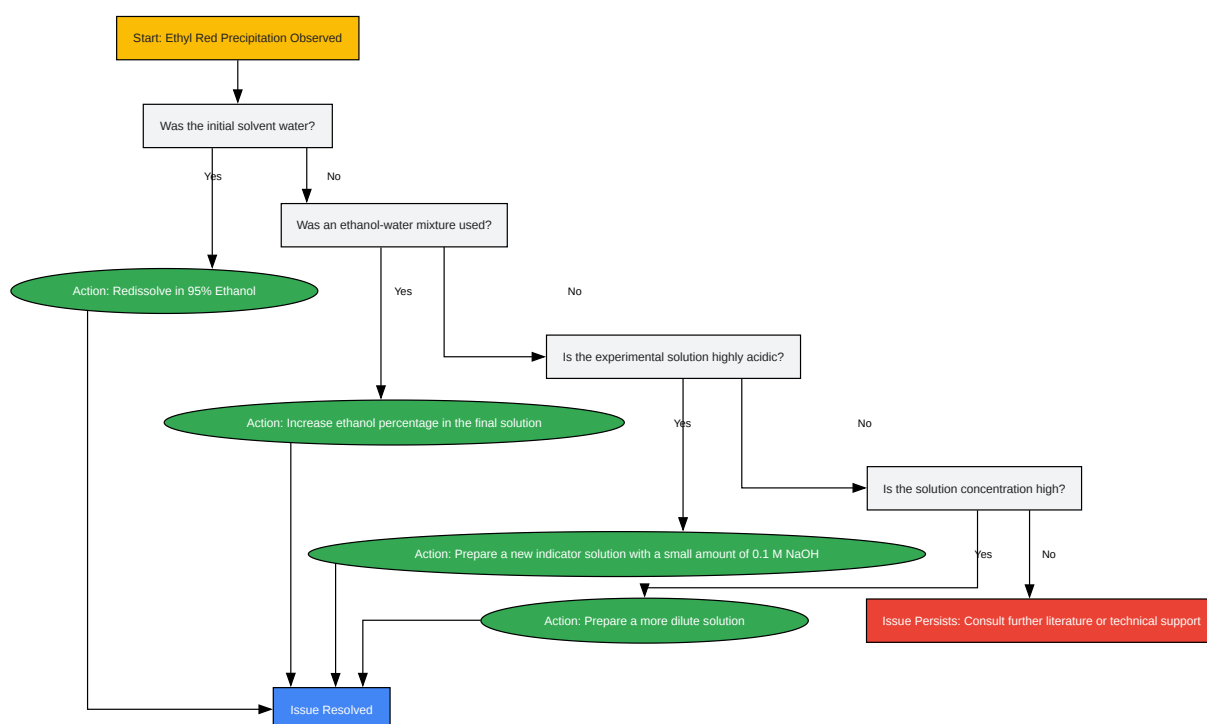 Start: Ethyl Red Precipitation Observed
Was the initial solvent water?
Yes
No
Was an ethanol-water mixture used?
Action: Redissolve in 95% Ethanol
Yes
No
Is the experimental solution highly acidic?
Action: Increase ethanol percentage in the final solution
Yes
No
Is the solution concentration high?
Action: Prepare a new indicator solution with a small amount of 0.1 M NaOH
Yes
No
Action: Prepare a more dilute solution
Issue Persists: Consult further literature or technical support
Issue Resolved